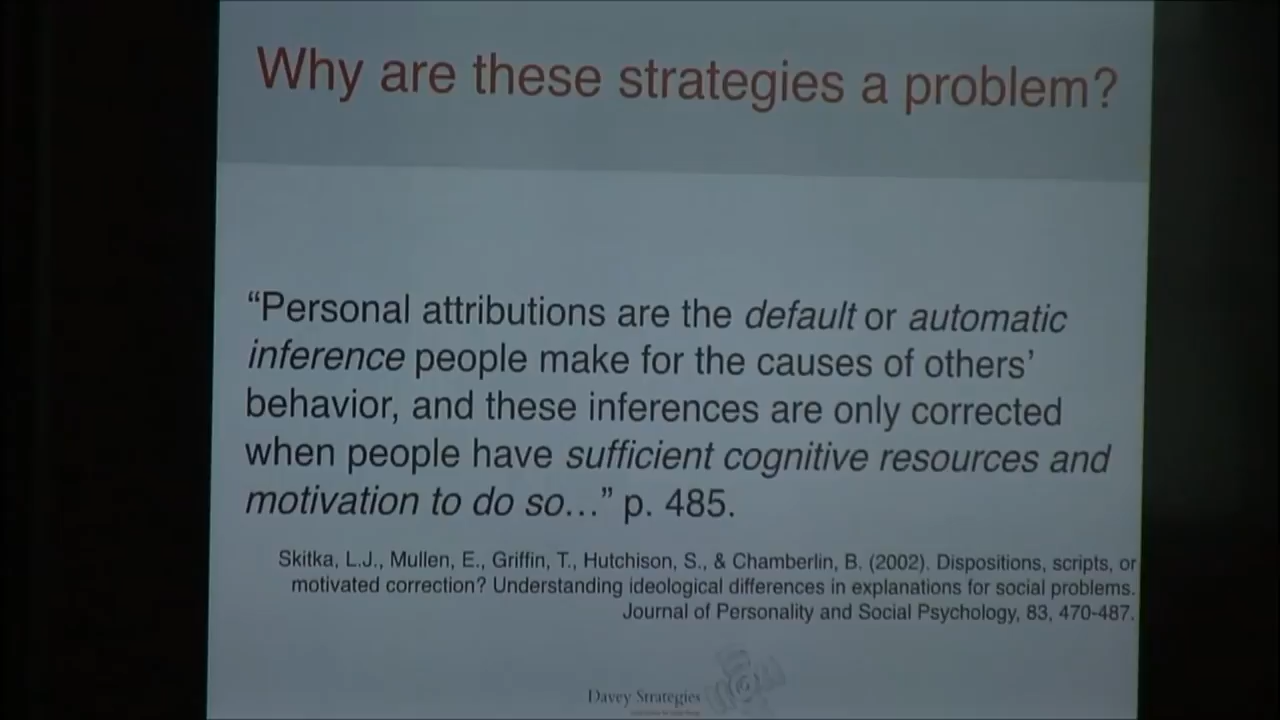 Why are these strategies a problem?
“Personal attributions are the default or automatic
inference people make for the causes of others’
behavior, and these inferences are only corrected
when people have sufficient cognitive resources and
motivation to do so…” p. 485.
Skitka, L.J., Mullen, E., Griffin, T., Hutchison, S., & Chamberlin, B. (2002). Dispositions, scripts, or
motivated correction? Understanding ideological differences in explanations for social problems.
Journal of Personality and Social Psychology, 83, 470-487.
Davey Strategies